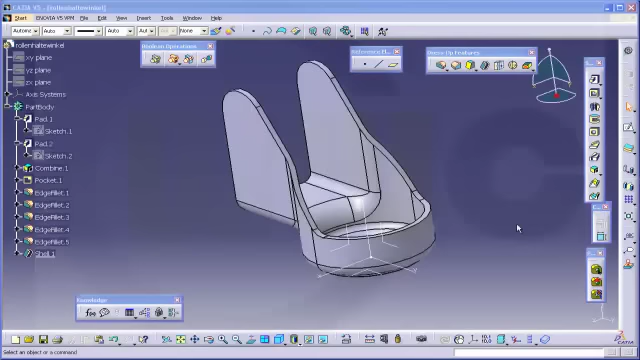 CATIA V5 - [rollenhaltewinkel]
Start ENOVIA V5 VPM File Edit View Insert Tools Window Help
Auto Auto
rollenhaltewinkel
xy plane
yz plane
zx plane
Axis Systems
PartBody
Pad.1
Sketch.1
Pad.2
Sketch.2
Combine.1
Pocket.1
EdgeFillet.1
EdgeFillet.2
EdgeFillet.3
EdgeFillet.4
EdgeFillet.5
Shell.1
Boolean Operations
Dress-Up Features
Knowledge
Select an object or a command
CATIA